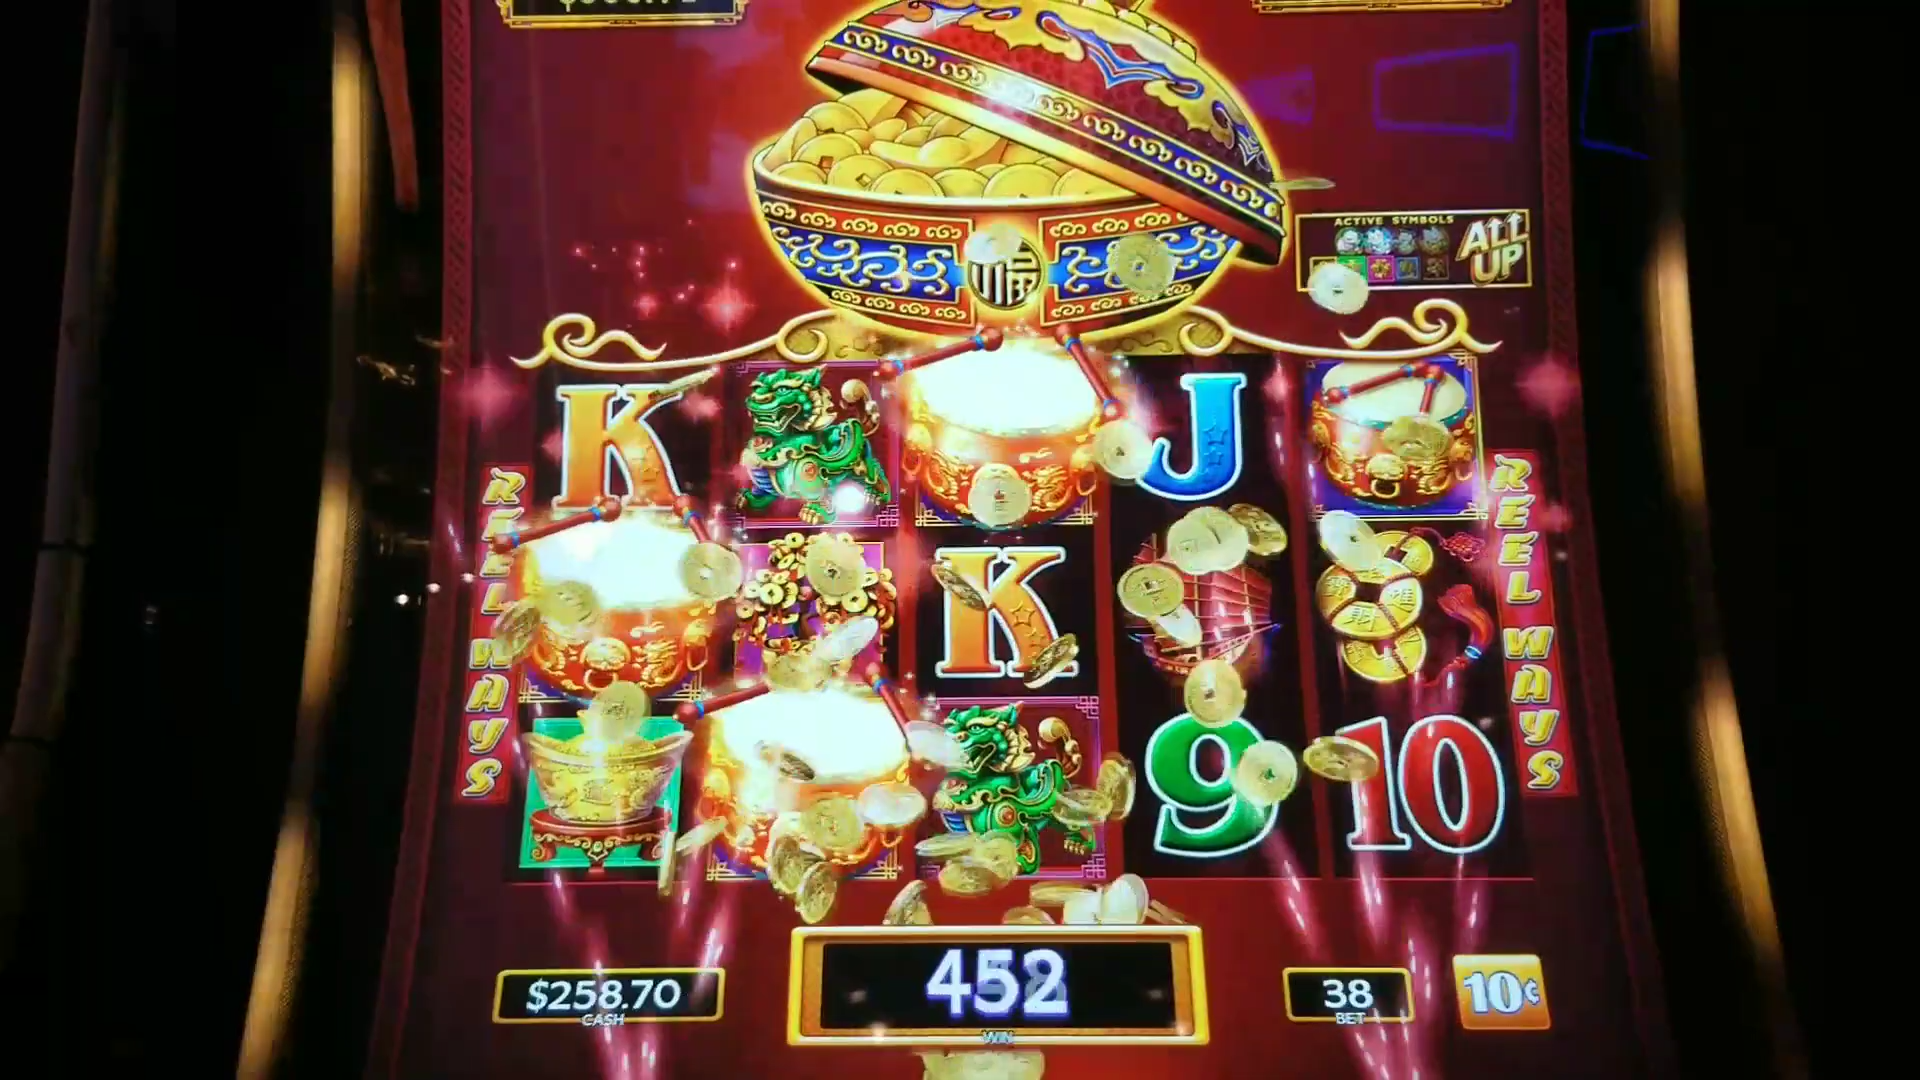 ACTIVE SYMBOLS
ALL
UP
K
J
REEL WAYS
K
REEL WAYS
9
10
$258.70
CASH
452
WIN
38
BET
10¢